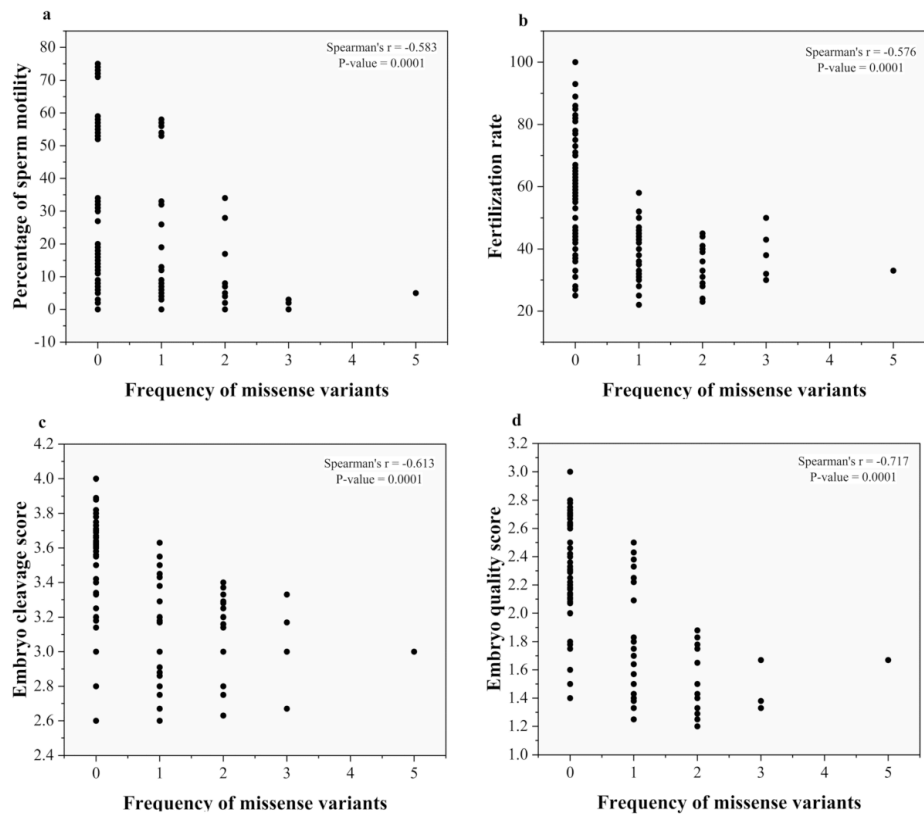 a
Spearman's r = -0.583
P-value = 0.0001
Percentage of sperm motility
80
70
60
50
40
30
20
10
0
-10
0 1 2 3 4 5
Frequency of missense variants
b
Spearman's r = -0.576
P-value = 0.0001
Fertilization rate
100
80
60
40
20
0 1 2 3 4 5
Frequency of missense variants
c
Spearman's r = -0.613
P-value = 0.0001
Embryo cleavage score
4.2
4.0
3.8
3.6
3.4
3.2
3.0
2.8
2.6
2.4
0 1 2 3 4 5
Frequency of missense variants
d
Spearman's r = -0.717
P-value = 0.0001
Embryo quality score
3.2
3.0
2.8
2.6
2.4
2.2
2.0
1.8
1.6
1.4
1.2
1.0
0 1 2 3 4 5
Frequency of missense variants